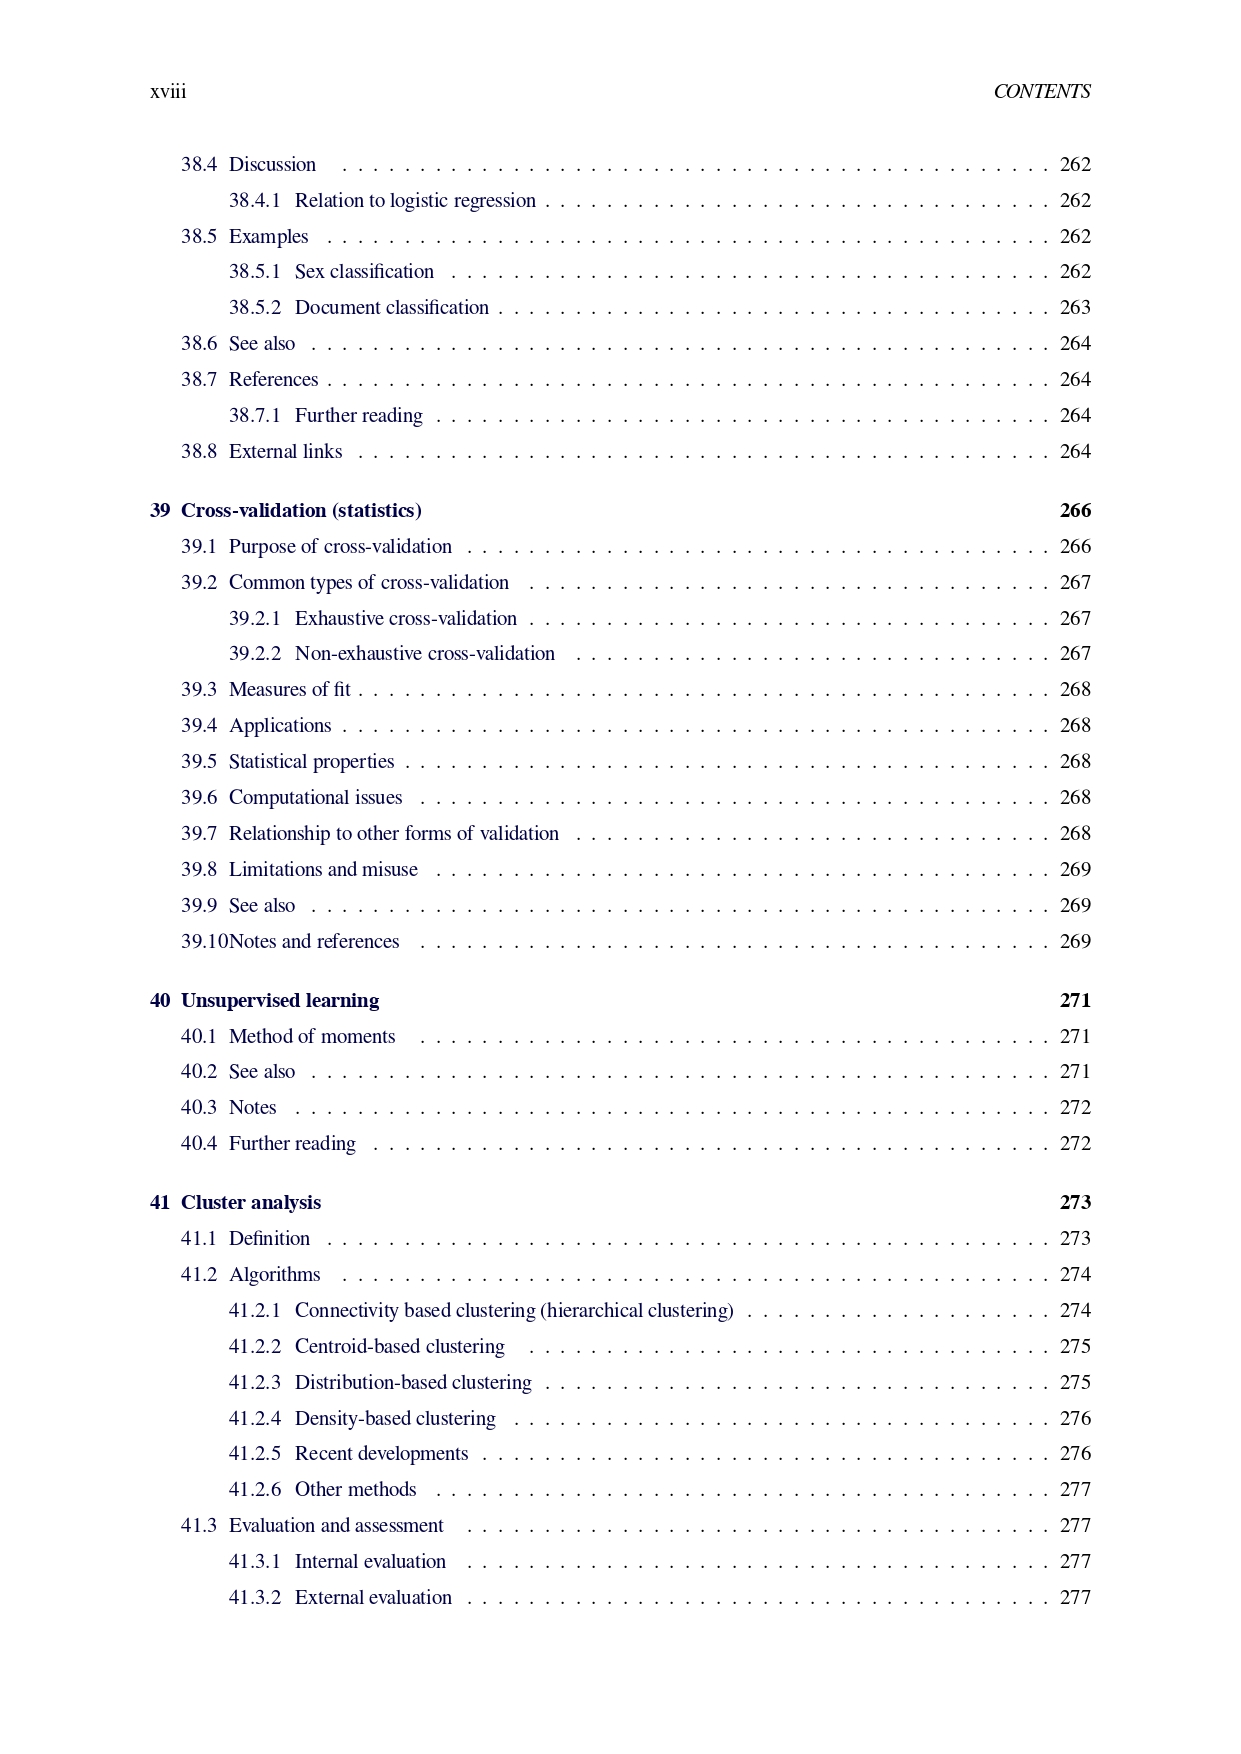 xviii CONTENTS
38.4 Discussion . . . . . . . . . . . . . . . . . . . . . . . . . . . . . . . . . . . . . . . . . . . . . . 262
38.4.1 Relation to logistic regression . . . . . . . . . . . . . . . . . . . . . . . . . . . . . . . . . 262
38.5 Examples . . . . . . . . . . . . . . . . . . . . . . . . . . . . . . . . . . . . . . . . . . . . . . . 262
38.5.1 Sex classification . . . . . . . . . . . . . . . . . . . . . . . . . . . . . . . . . . . . . . . 262
38.5.2 Document classification . . . . . . . . . . . . . . . . . . . . . . . . . . . . . . . . . . . . 263
38.6 See also . . . . . . . . . . . . . . . . . . . . . . . . . . . . . . . . . . . . . . . . . . . . . . . . 264
38.7 References . . . . . . . . . . . . . . . . . . . . . . . . . . . . . . . . . . . . . . . . . . . . . . . 264
38.7.1 Further reading . . . . . . . . . . . . . . . . . . . . . . . . . . . . . . . . . . . . . . . . 264
38.8 External links . . . . . . . . . . . . . . . . . . . . . . . . . . . . . . . . . . . . . . . . . . . . . 264
39 Cross-validation (statistics) 266
39.1 Purpose of cross-validation . . . . . . . . . . . . . . . . . . . . . . . . . . . . . . . . . . . . . . 266
39.2 Common types of cross-validation . . . . . . . . . . . . . . . . . . . . . . . . . . . . . . . . . . 267
39.2.1 Exhaustive cross-validation . . . . . . . . . . . . . . . . . . . . . . . . . . . . . . . . . . 267
39.2.2 Non-exhaustive cross-validation . . . . . . . . . . . . . . . . . . . . . . . . . . . . . . . 267
39.3 Measures of fit . . . . . . . . . . . . . . . . . . . . . . . . . . . . . . . . . . . . . . . . . . . . . 268
39.4 Applications . . . . . . . . . . . . . . . . . . . . . . . . . . . . . . . . . . . . . . . . . . . . . . 268
39.5 Statistical properties . . . . . . . . . . . . . . . . . . . . . . . . . . . . . . . . . . . . . . . . . . 268
39.6 Computational issues . . . . . . . . . . . . . . . . . . . . . . . . . . . . . . . . . . . . . . . . . 268
39.7 Relationship to other forms of validation . . . . . . . . . . . . . . . . . . . . . . . . . . . . . . . 268
39.8 Limitations and misuse . . . . . . . . . . . . . . . . . . . . . . . . . . . . . . . . . . . . . . . . 269
39.9 See also . . . . . . . . . . . . . . . . . . . . . . . . . . . . . . . . . . . . . . . . . . . . . . . . 269
39.10Notes and references . . . . . . . . . . . . . . . . . . . . . . . . . . . . . . . . . . . . . . . . . 269
40 Unsupervised learning 271
40.1 Method of moments . . . . . . . . . . . . . . . . . . . . . . . . . . . . . . . . . . . . . . . . . 271
40.2 See also . . . . . . . . . . . . . . . . . . . . . . . . . . . . . . . . . . . . . . . . . . . . . . . . 271
40.3 Notes . . . . . . . . . . . . . . . . . . . . . . . . . . . . . . . . . . . . . . . . . . . . . . . . . 272
40.4 Further reading . . . . . . . . . . . . . . . . . . . . . . . . . . . . . . . . . . . . . . . . . . . . 272
41 Cluster analysis 273
41.1 Definition . . . . . . . . . . . . . . . . . . . . . . . . . . . . . . . . . . . . . . . . . . . . . . . 273
41.2 Algorithms . . . . . . . . . . . . . . . . . . . . . . . . . . . . . . . . . . . . . . . . . . . . . . 274
41.2.1 Connectivity based clustering (hierarchical clustering) . . . . . . . . . . . . . . . . . . . . 274
41.2.2 Centroid-based clustering . . . . . . . . . . . . . . . . . . . . . . . . . . . . . . . . . . 275
41.2.3 Distribution-based clustering . . . . . . . . . . . . . . . . . . . . . . . . . . . . . . . . . 275
41.2.4 Density-based clustering . . . . . . . . . . . . . . . . . . . . . . . . . . . . . . . . . . . 276
41.2.5 Recent developments . . . . . . . . . . . . . . . . . . . . . . . . . . . . . . . . . . . . . 276
41.2.6 Other methods . . . . . . . . . . . . . . . . . . . . . . . . . . . . . . . . . . . . . . . . 277
41.3 Evaluation and assessment . . . . . . . . . . . . . . . . . . . . . . . . . . . . . . . . . . . . . . 277
41.3.1 Internal evaluation . . . . . . . . . . . . . . . . . . . . . . . . . . . . . . . . . . . . . . 277
41.3.2 External evaluation . . . . . . . . . . . . . . . . . . . . . . . . . . . . . . . . . . . . . . 277